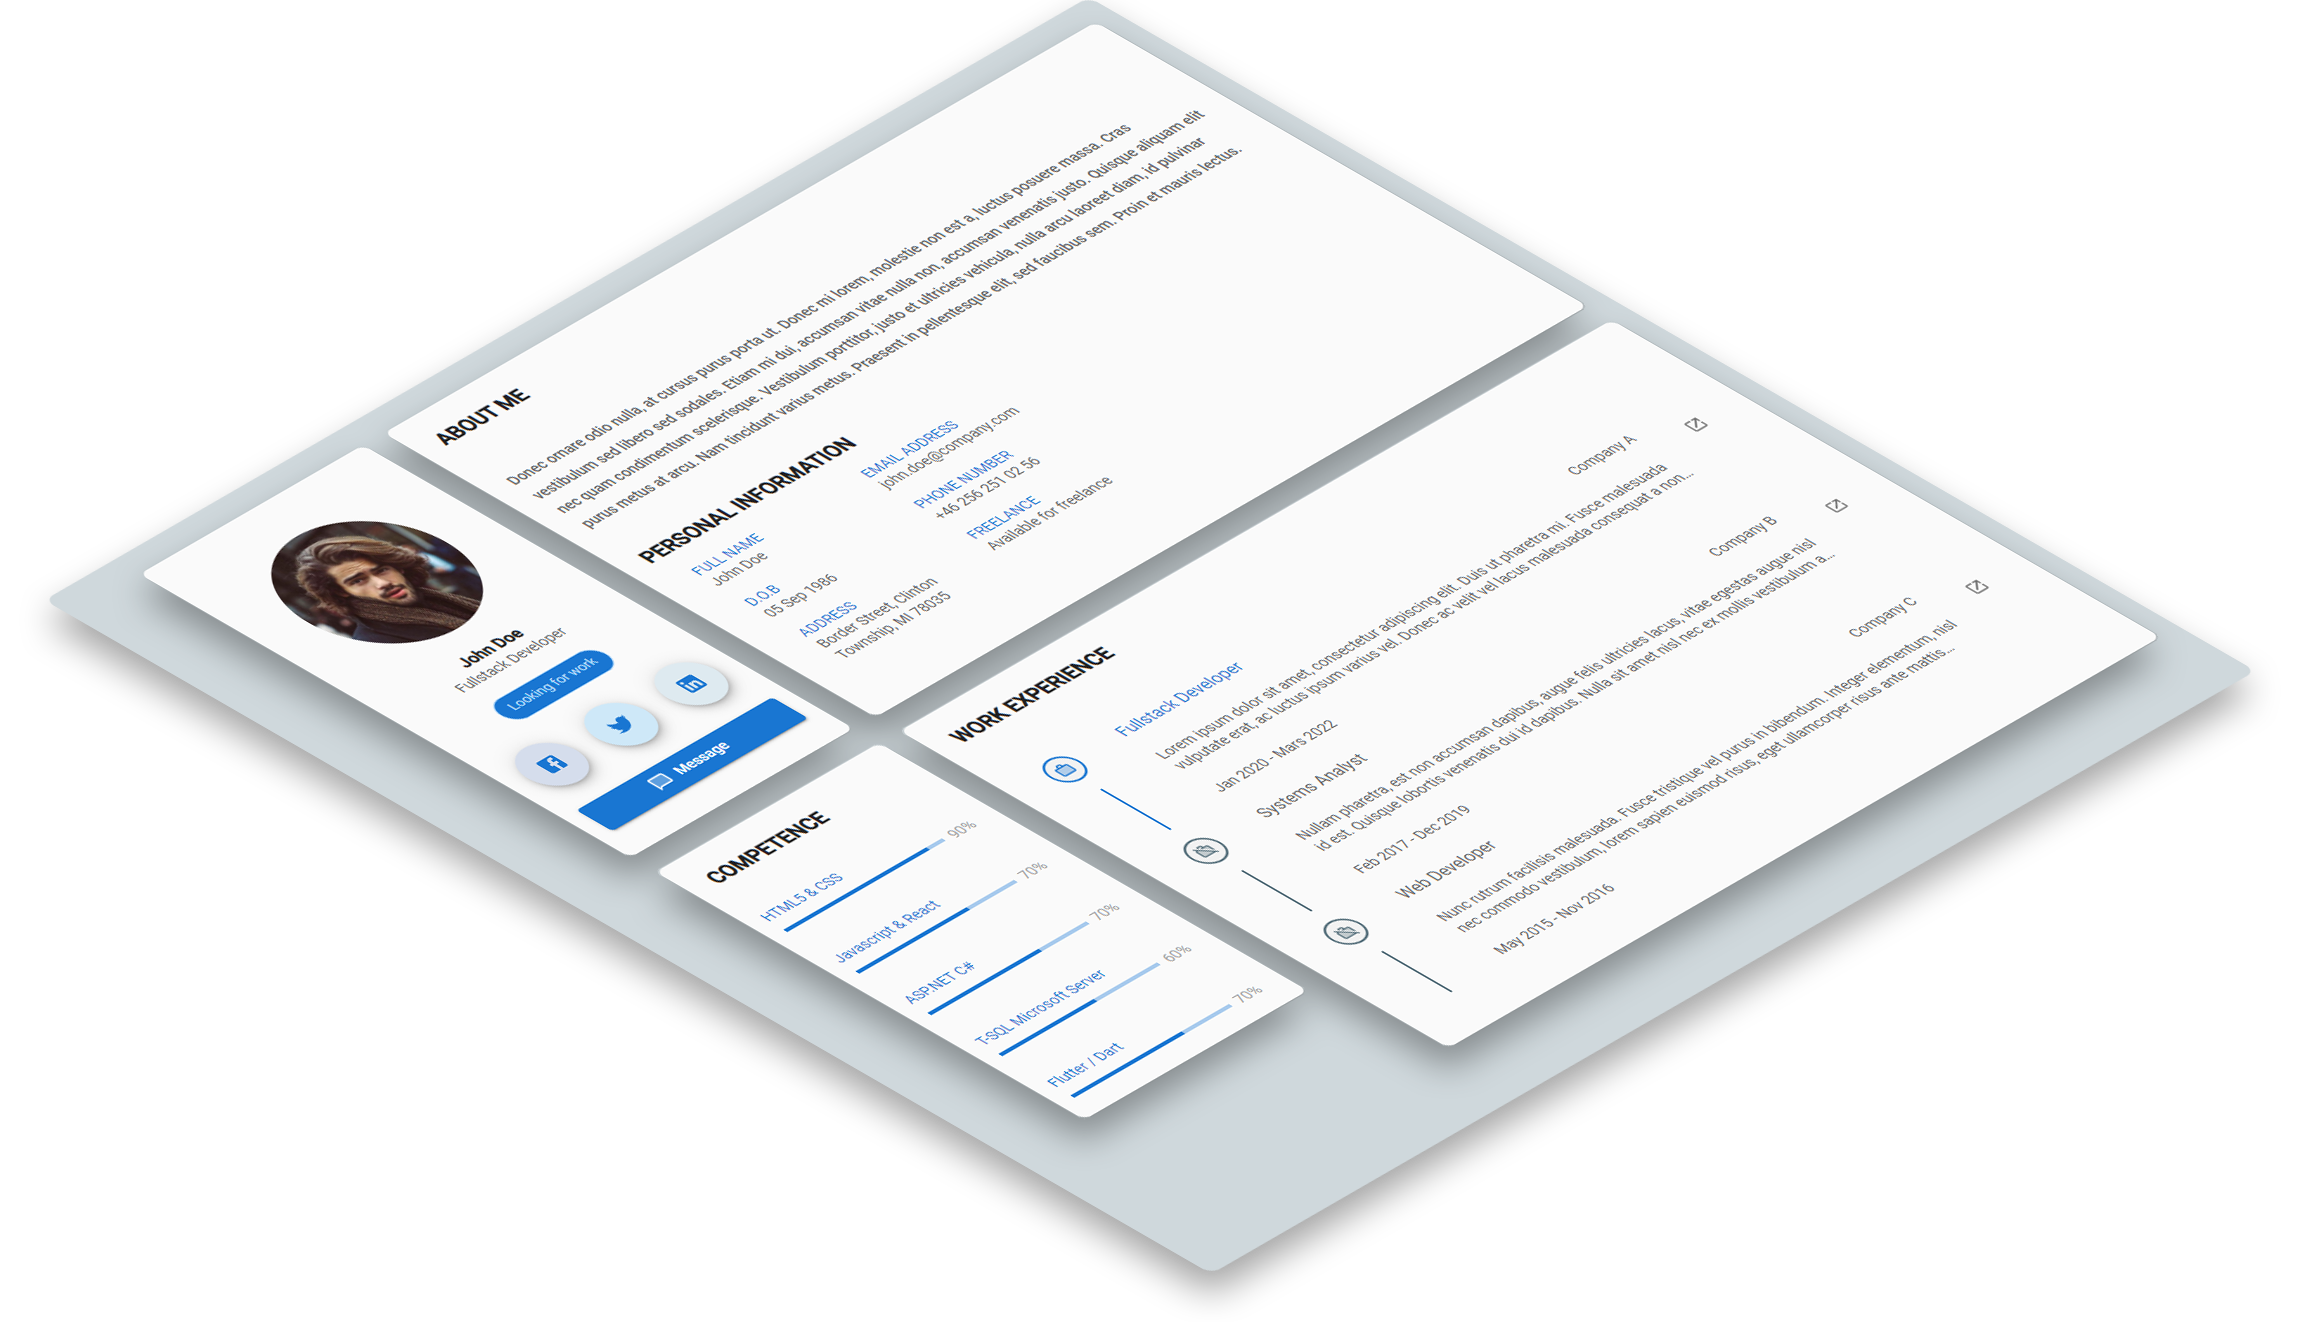 ABOUT ME
Donec ornare odio nulla, at cursus purus porta ut. Donec mi lorem, molestie non est a, luctus posuere massa. Cras
vestibulum sed libero sed sodales. Etiam mi dui, accumsan vitae nulla non, accumsan venenatis justo. Quisque aliquam elit
nec quam condimentum scelerisque. Vestibulum porttitor, justo et ultricies vehicula, nulla arcu laoreet diam, id pulvinar
purus metus at arcu. Nam tincidunt varius metus. Praesent in pellentesque elit, sed faucibus sem. Proin et mauris lectus.
PERSONAL INFORMATION
FULL NAME
John Doe
D.O.B
05 Sep 1986
ADDRESS
Border Street, Clinton
Township, MI 78035
EMAIL ADDRESS
john.doe@company.com
PHONE NUMBER
+46 256 251 02 56
FREELANCE
Available for freelance
John Doe
Fullstack Developer
Looking for work
Message
COMPETENCE
HTML5 & CSS
90%
Javascript & React
70%
ASP.NET C#
70%
T-SQL Microsoft Server
60%
Flutter / Dart
70%
WORK EXPERIENCE
Fullstack Developer
Company A
Lorem ipsum dolor sit amet, consectetur adipiscing elit. Duis ut pharetra mi. Fusce malesuada
vulputate erat, ac luctus ipsum varius vel. Donec ac velit vel lacus malesuada consequat a non...
Jan 2020 - Mars 2022
Systems Analyst
Company B
Nullam pharetra, est non accumsan dapibus, augue felis ultricies lacus, vitae egestas augue nisl
id est. Quisque lobortis venenatis dui id dapibus. Nulla sit amet nisl nec ex mollis vestibulum a...
Feb 2017 - Dec 2019
Web Developer
Company C
Nunc rutrum facilisis malesuada. Fusce tristique vel purus in bibendum. Integer elementum, nisl
nec commodo vestibulum, lorem sapien euismod risus, eget ullamcorper risus ante mattis...
May 2015 - Nov 2016